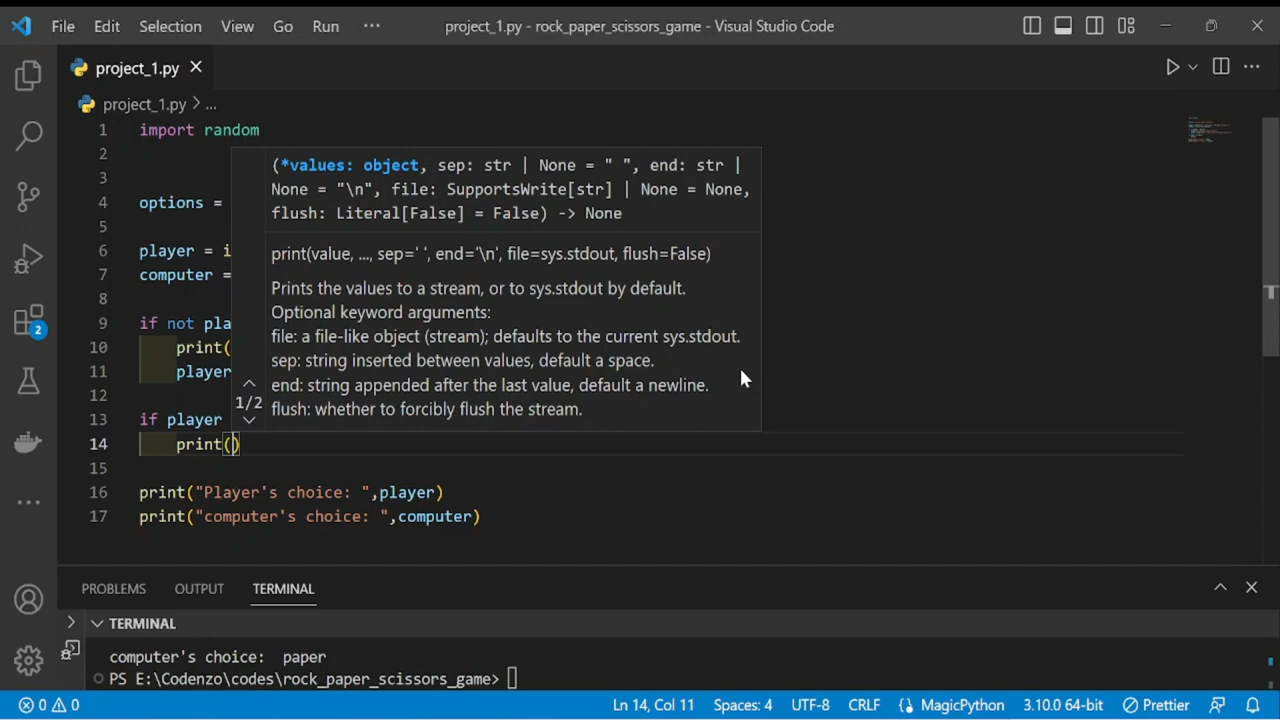 File Edit Selection View Go Run ··· project_1.py - rock_paper_scissors_game - Visual Studio Code
project_1.py
project_1.py > ...
1 import random
2
3
4 options =
5
6 player = i
7 computer =
8
9 if not pla
10 print(
11 player
12
13 if player
14 print()
15
16 print("Player's choice: ",player)
17 print("computer's choice: ",computer)
(*values: object, sep: str | None = " ", end: str |
None = "\n", file: SupportsWrite[str] | None = None,
flush: Literal[False] = False) -> None
print(value, ..., sep=' ', end='\n', file=sys.stdout, flush=False)
Prints the values to a stream, or to sys.stdout by default.
Optional keyword arguments:
file: a file-like object (stream); defaults to the current sys.stdout.
sep: string inserted between values, default a space.
end: string appended after the last value, default a newline.
flush: whether to forcibly flush the stream.
1/2
2
PROBLEMS OUTPUT TERMINAL
TERMINAL
computer's choice:  paper
PS E:\Codenzo\codes\rock_paper_scissors_game>
0 0 Ln 14, Col 11 Spaces: 4 UTF-8 CRLF MagicPython 3.10.0 64-bit Prettier